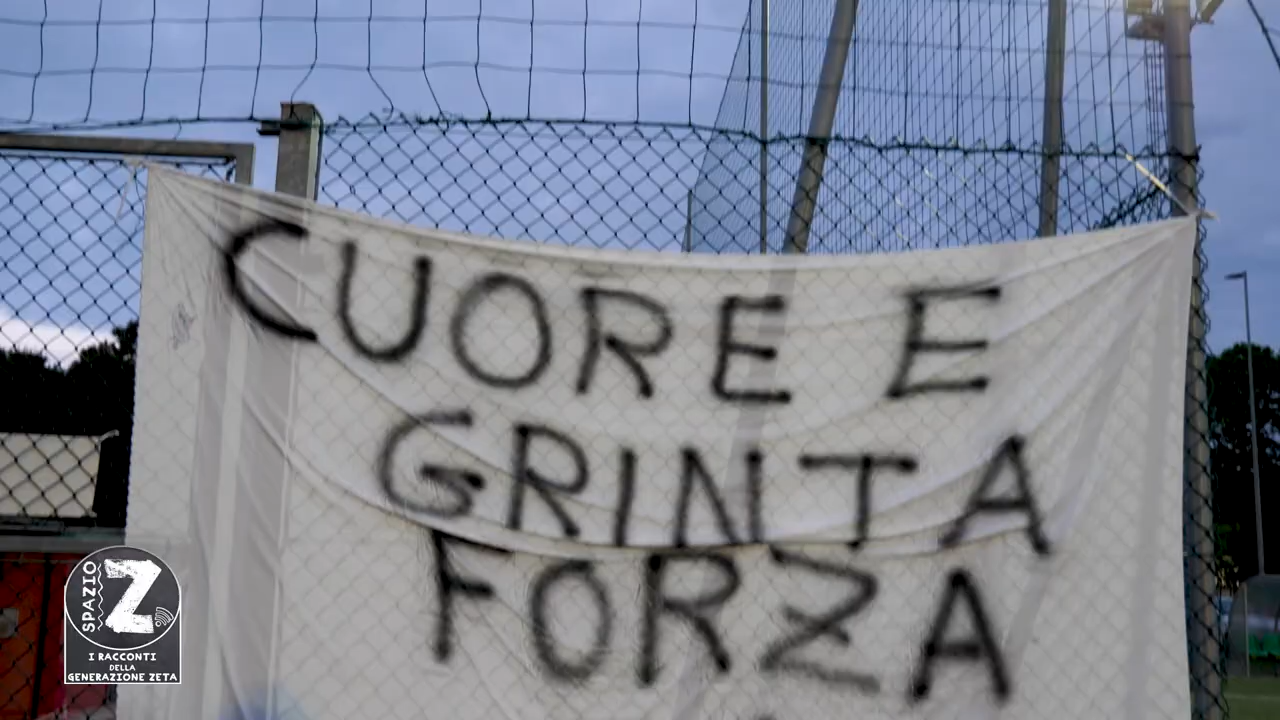 CUORE E
GRINTA
FORZA
SPAZIO
Z
I RACCONTI
DELLA
GENERAZIONE ZETA